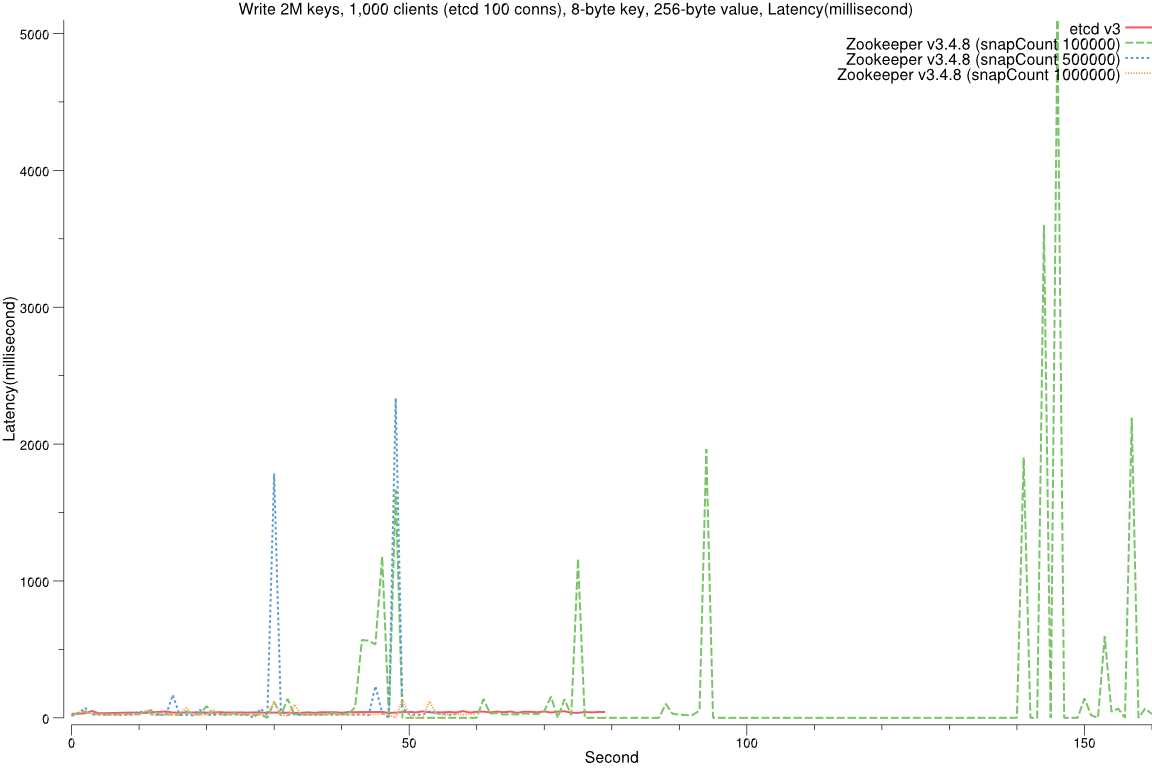 Write 2M keys, 1,000 clients (etcd 100 conns), 8-byte key, 256-byte value, Latency(millisecond)
etcd v3
Zookeeper v3.4.8 (snapCount 100000)
Zookeeper v3.4.8 (snapCount 500000)
Zookeeper v3.4.8 (snapCount 1000000)
5000
4000
3000
2000
1000
0
Latency(millisecond)
0
50
100
150
Second